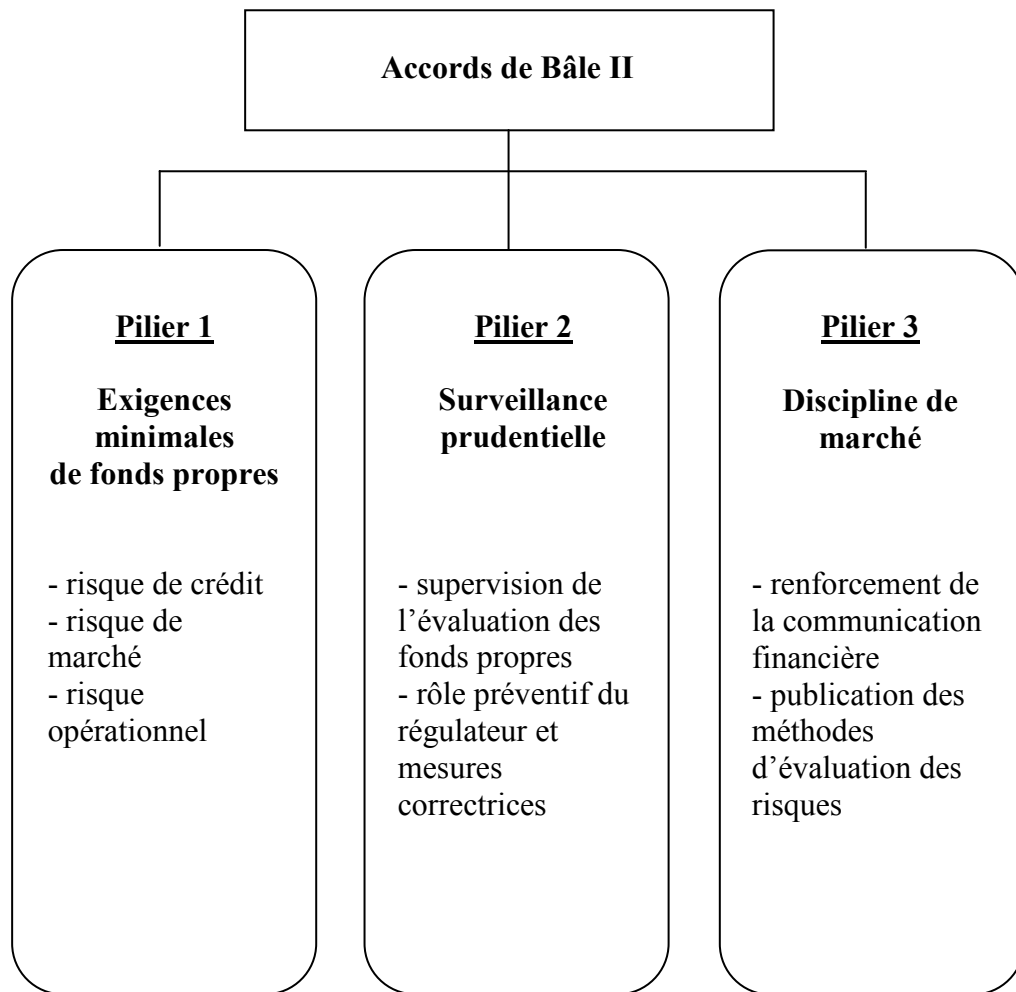 Accords de Bâle II
Pilier 1
Exigences
minimales
de fonds propres
- risque de crédit
- risque de
marché
- risque
opérationnel
Pilier 2
Surveillance
prudentielle
- supervision de
l’évaluation des
fonds propres
- rôle préventif du
régulateur et
mesures
correctrices
Pilier 3
Discipline de
marché
- renforcement de
la communication
financière
- publication des
méthodes
d’évaluation des
risques